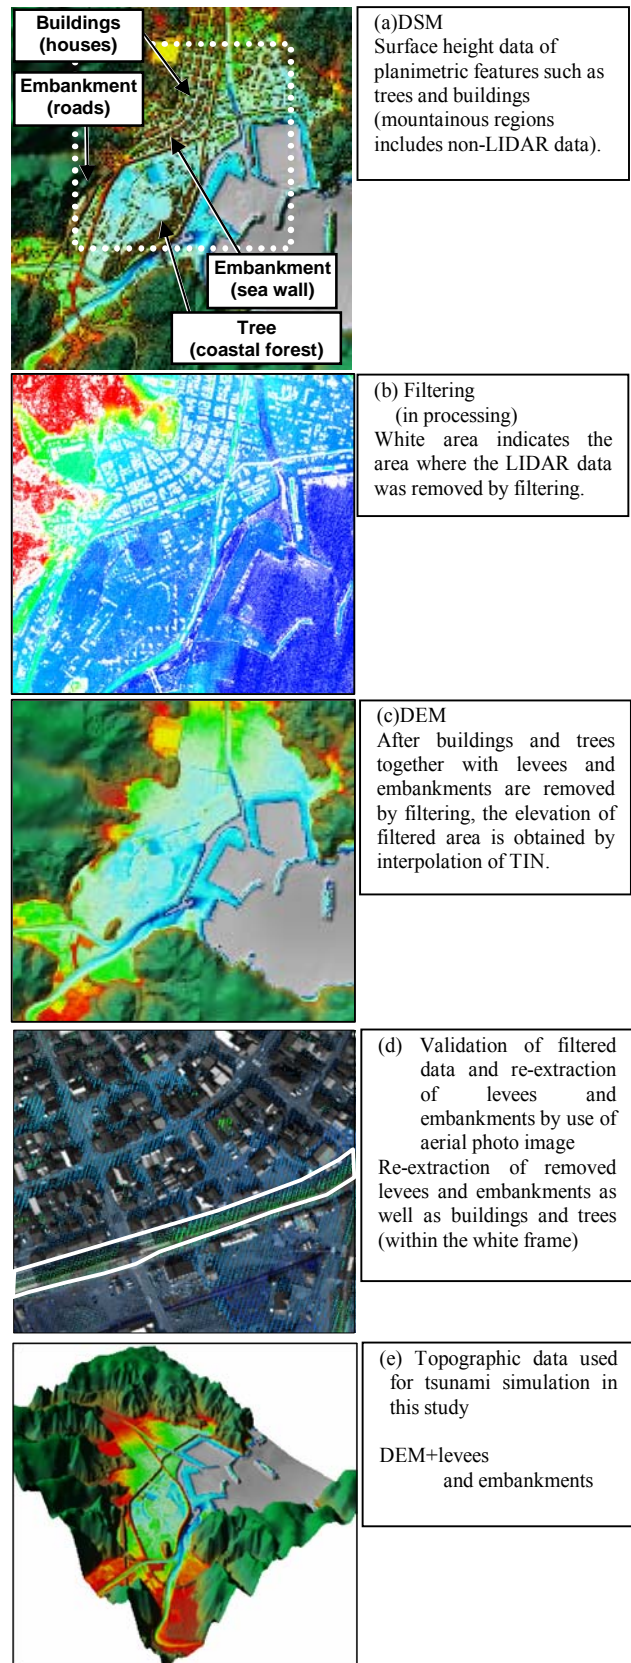 Buildings
(houses)
Embankment
(roads)
Embankment
(sea wall)
Tree
(coastal forest)
(a)DSM
Surface height data of
planimetric features such as
trees and buildings
(mountainous regions
includes non-LIDAR data).
(b) Filtering
(in processing)
White area indicates the
area where the LIDAR data
was removed by filtering.
(c)DEM
After buildings and trees
together with levees and
embankments are removed
by filtering, the elevation of
filtered area is obtained by
interpolation of TIN.
(d) Validation of filtered
data and re-extraction
of levees and
embankments by use of
aerial photo image
Re-extraction of removed
levees and embankments as
well as buildings and trees
(within the white frame)
(e) Topographic data used
for tsunami simulation in
this study
DEM+levees
and embankments